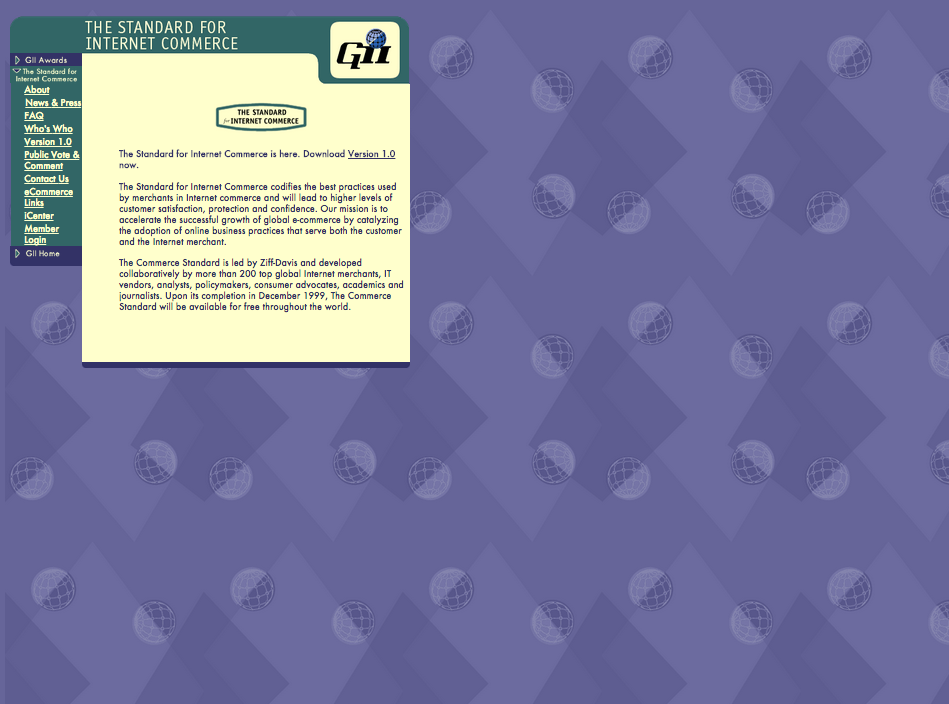 THE STANDARD FOR
INTERNET COMMERCE
GII
GII Awards
The Standard for
Internet Commerce
About
News & Press
FAQ
Who's Who
Version 1.0
Public Vote &
Comment
Contact Us
eCommerce
Links
iCenter
Member
Login
GII Home
THE STANDARD
for INTERNET COMMERCE
The Standard for Internet Commerce is here. Download Version 1.0
now.
The Standard for Internet Commerce codifies the best practices used
by merchants in Internet commerce and will lead to higher levels of
customer satisfaction, protection and confidence. Our mission is to
accelerate the successful growth of global e-commerce by catalyzing
the adoption of online business practices that serve both the customer
and the Internet merchant.
The Commerce Standard is led by Ziff-Davis and developed
collaboratively by more than 200 top global Internet merchants, IT
vendors, analysts, policymakers, consumer advocates, academics and
journalists. Upon its completion in December 1999, The Commerce
Standard will be available for free throughout the world.